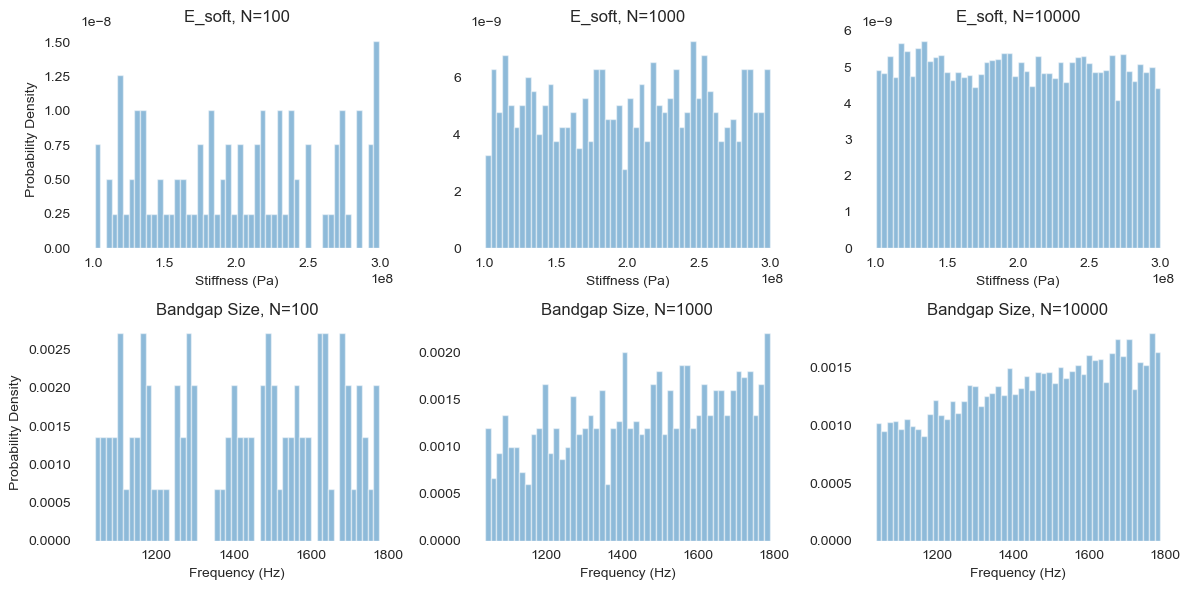 E_soft, N=100
1e−8
1.50
1.25
1.00
0.75
0.50
0.25
0.00
Probability Density
1.0 1.5 2.0 2.5 3.0
1e8
Stiffness (Pa)
E_soft, N=1000
1e−9
6
4
2
0
1.0 1.5 2.0 2.5 3.0
1e8
Stiffness (Pa)
E_soft, N=10000
1e−9
6
5
4
3
2
1
0
1.0 1.5 2.0 2.5 3.0
1e8
Stiffness (Pa)
Bandgap Size, N=100
0.0025
0.0020
0.0015
0.0010
0.0005
0.0000
Probability Density
1200 1400 1600 1800
Frequency (Hz)
Bandgap Size, N=1000
0.0020
0.0015
0.0010
0.0005
0.0000
1200 1400 1600 1800
Frequency (Hz)
Bandgap Size, N=10000
0.0015
0.0010
0.0005
0.0000
1200 1400 1600 1800
Frequency (Hz)